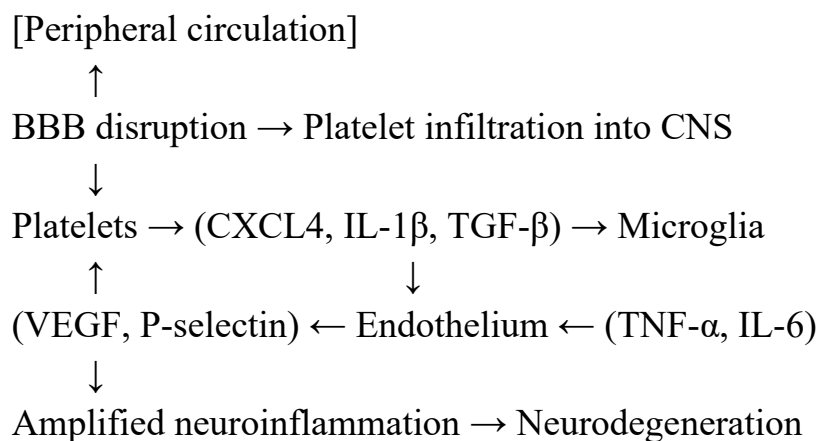 [Peripheral circulation]
↑
BBB disruption → Platelet infiltration into CNS
↓
Platelets → (CXCL4, IL-1β, TGF-β) → Microglia
↑ ↓
(VEGF, P-selectin) ← Endothelium ← (TNF-α, IL-6)
↓
Amplified neuroinflammation → Neurodegeneration